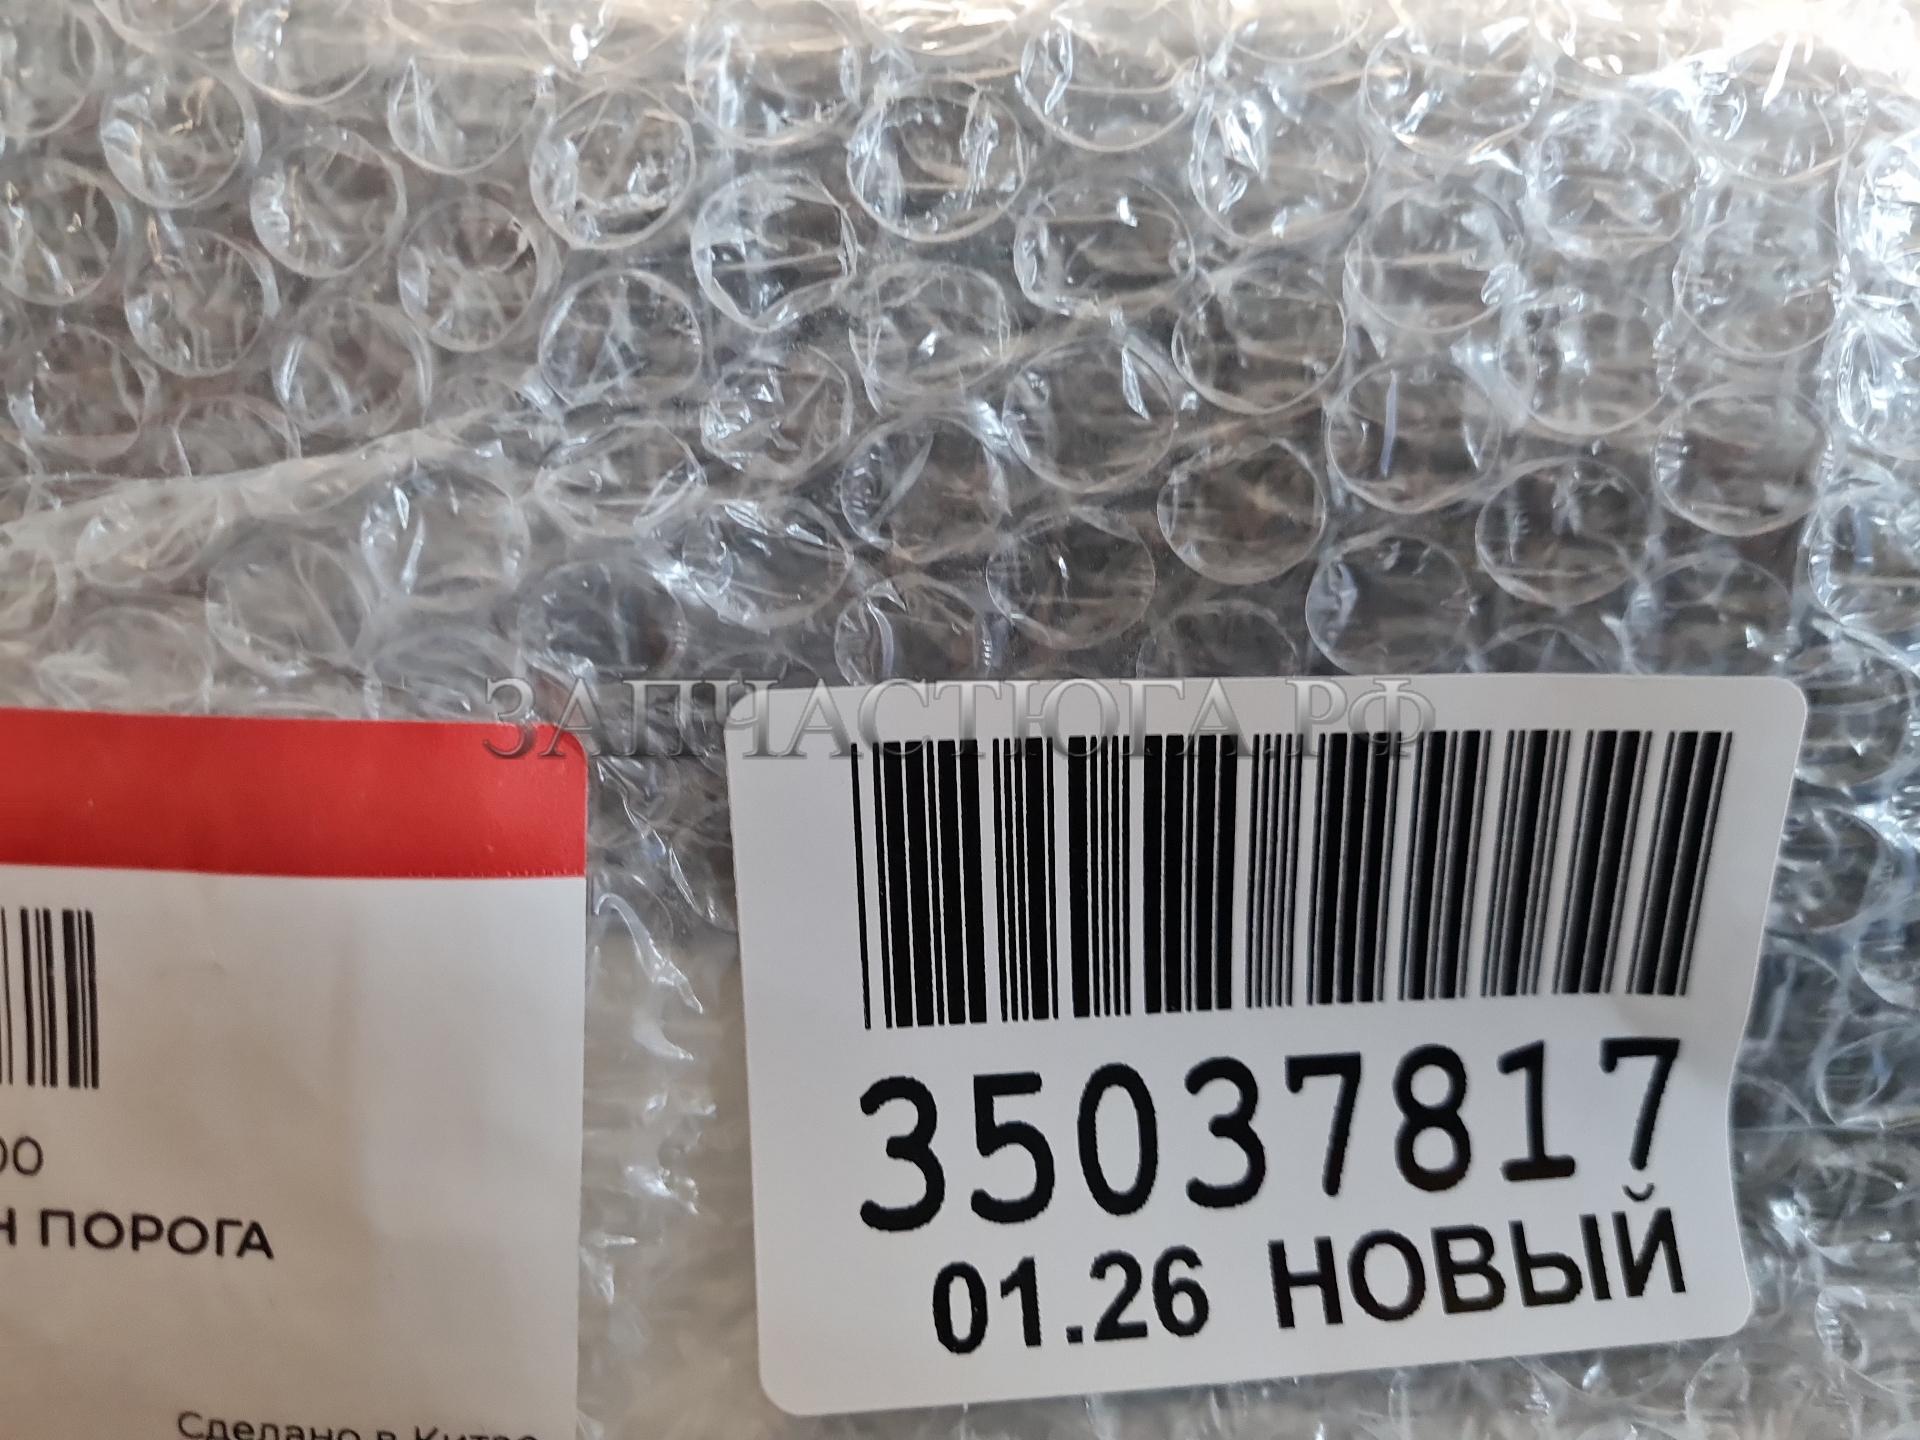 ЗАПЧАСТЮГА.РФ
35037817
01.26 НОВЫЙ
00
Н ПОРОГА
Сделано в Китае